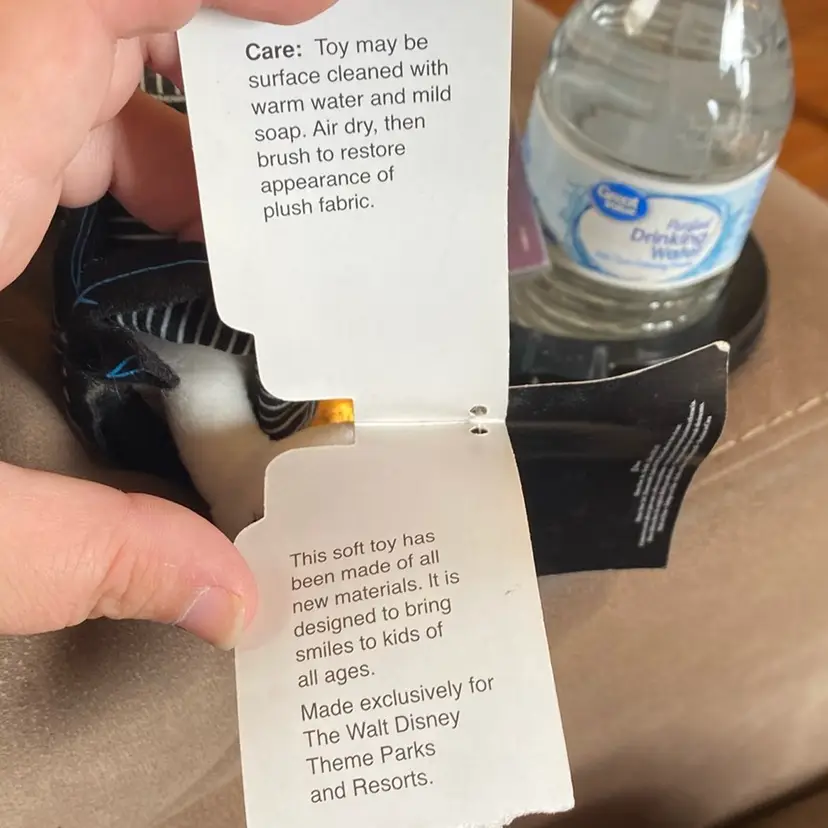 Care: Toy may be
surface cleaned with
warm water and mild
soap. Air dry, then
brush to restore
appearance of
plush fabric.
This soft toy has
been made of all
new materials. It is
designed to bring
smiles to kids of
all ages.
Made exclusively for
The Walt Disney
Theme Parks
and Resorts.
Great
Drinking
Water